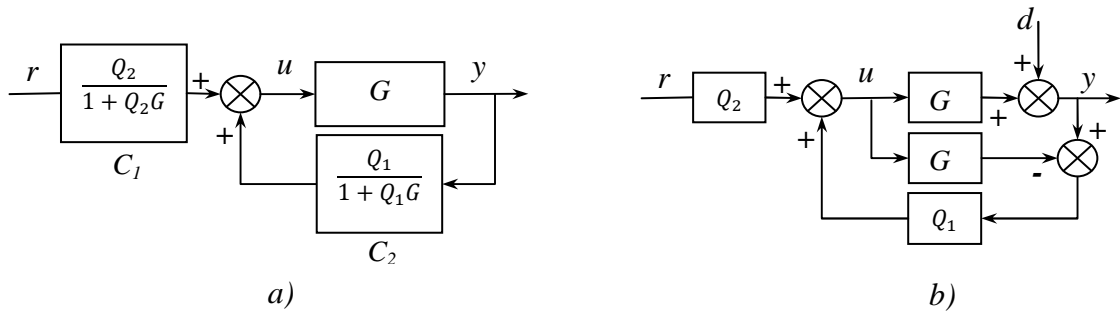 r
Q₂
1 + Q₂G
C₁
+
+
u
G
y
Q₁
1 + Q₁G
C₂
a)
r
Q₂
+
+
u
G
G
+
+
d
y
+
-
Q₁
b)